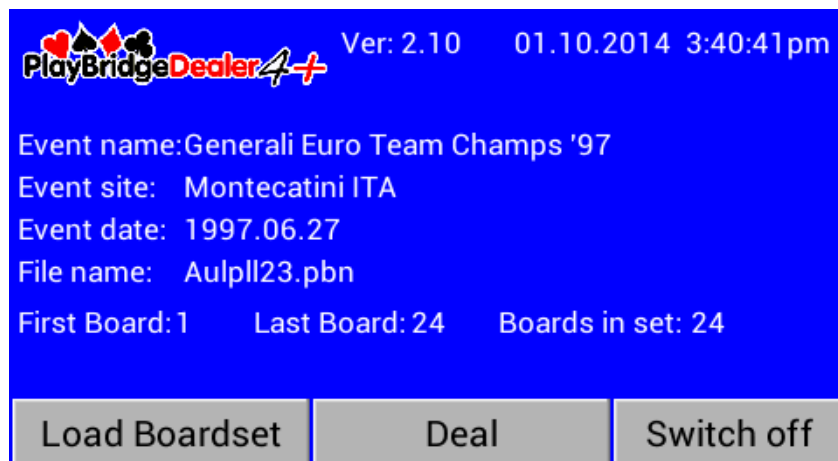 PlayBridgeDealer4+ Ver: 2.10 01.10.2014 3:40:41pm
Event name:Generali Euro Team Champs '97
Event site: Montecatini ITA
Event date: 1997.06.27
File name: Aulpll23.pbn
First Board:1 Last Board: 24 Boards in set: 24
Load Boardset Deal Switch off